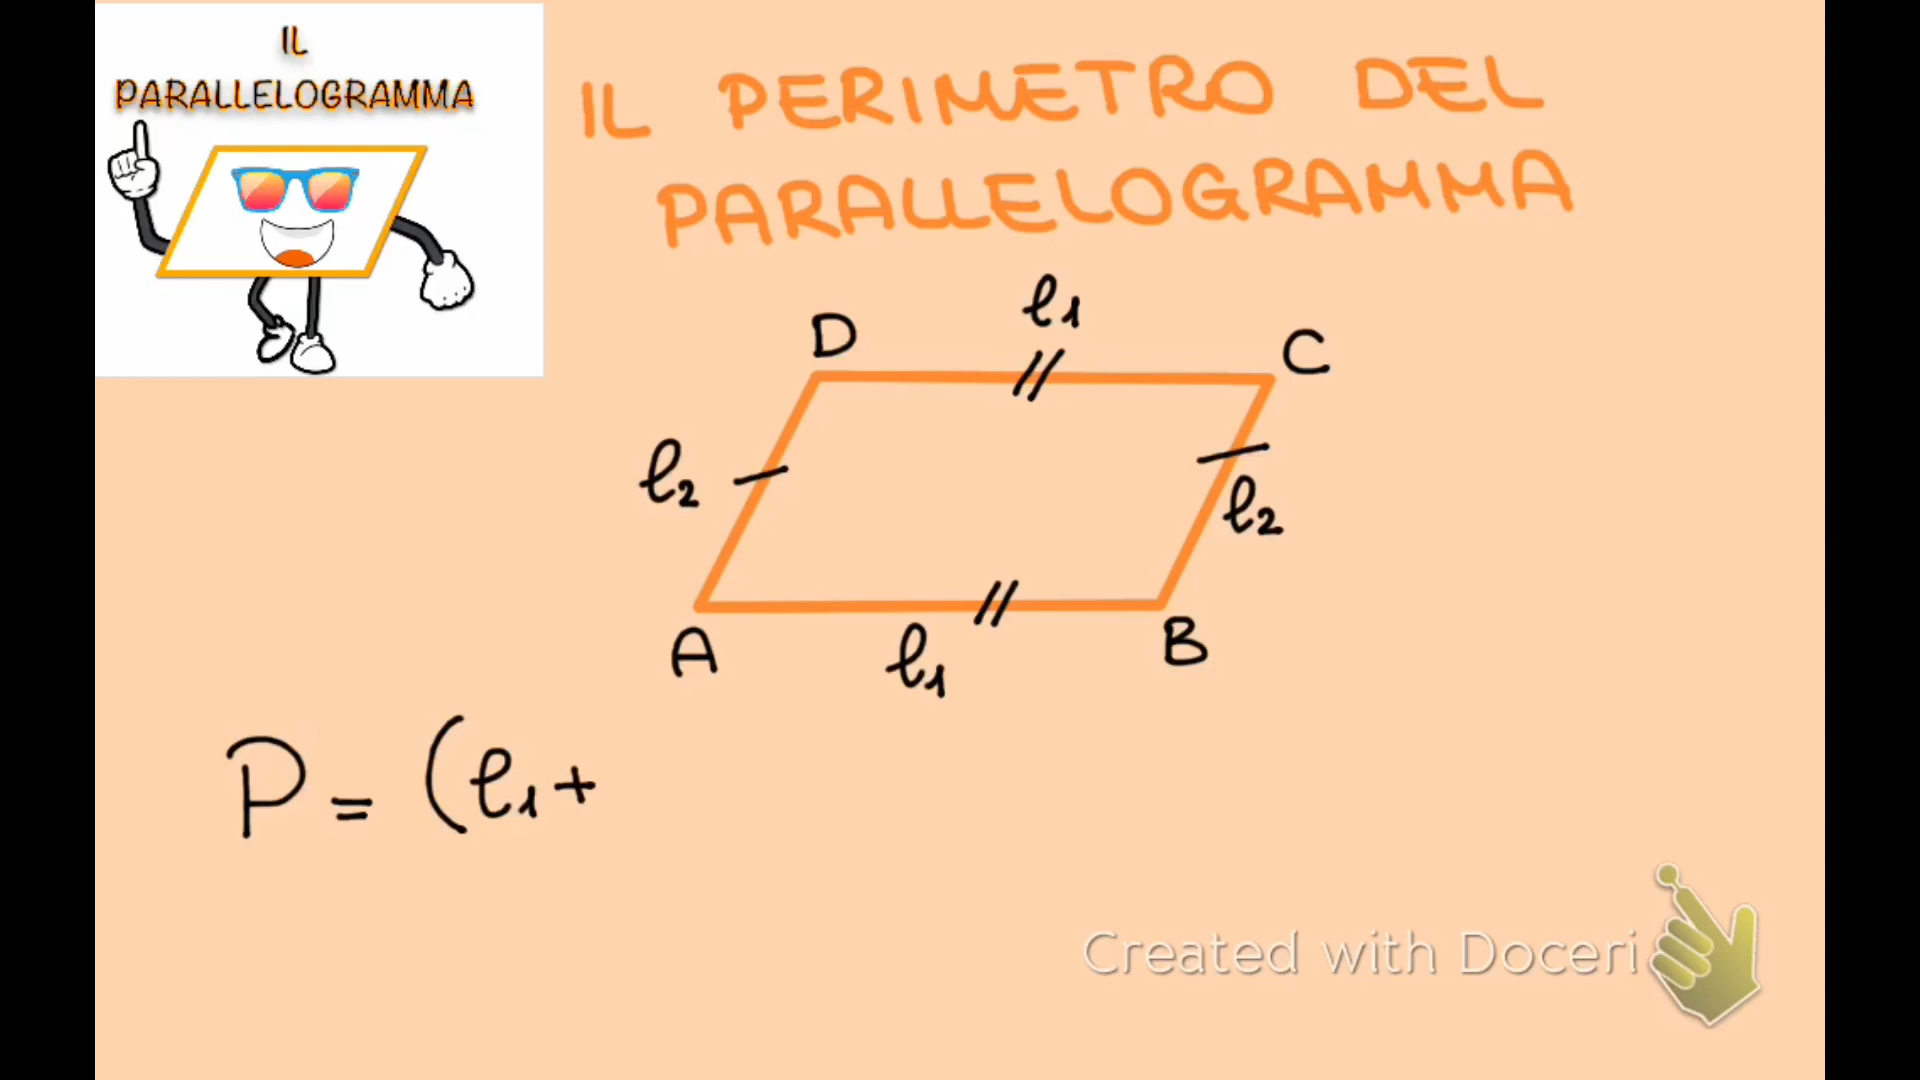 IL
PARALLELOGRAMMA
IL PERIMETRO DEL
PARALLELOGRAMMA
l1
D
C
l2
l2
A
B
l1
P = (l1 +
Created with Doceri